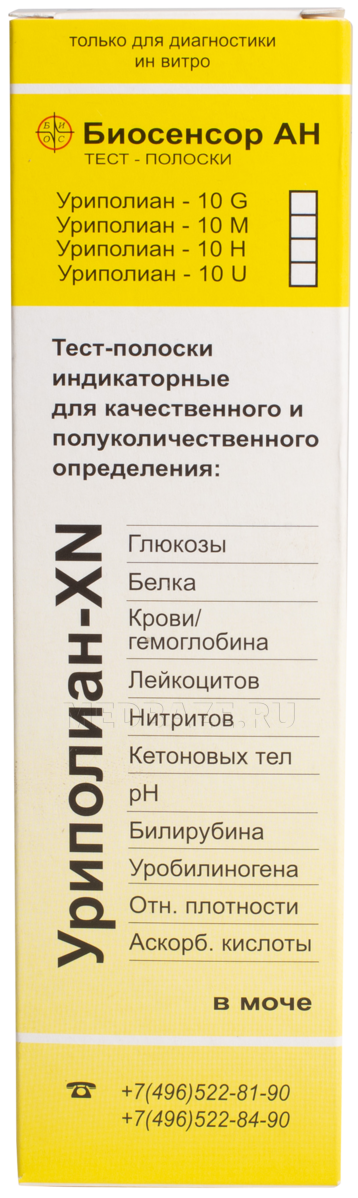 только для диагностики
ин витро
Б И
О С
Биосенсор АН
ТЕСТ - ПОЛОСКИ
Уриполиан - 10 G
Уриполиан - 10 M
Уриполиан - 10 H
Уриполиан - 10 U
Тест-полоски
индикаторные
для качественного и
полуколичественного
определения:
Уриполиан-XN
Глюкозы
Белка
Крови/
гемоглобина
Лейкоцитов
Нитритов
Кетоновых тел
pH
Билирубина
Уробилиногена
Отн. плотности
Аскорб. кислоты
в моче
+7(496)522-81-90
+7(496)522-84-90